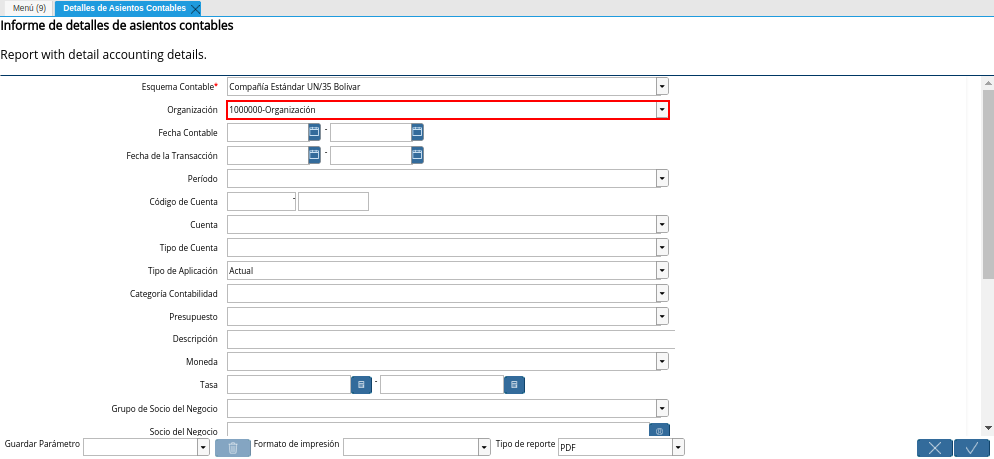 Menú (9) Detalles de Asientos Contables
Informe de detalles de asientos contables
Report with detail accounting details.
Esquema Contable* Compañía Estándar UN/35 Bolivar
Organización 1000000-Organización
Fecha Contable -
Fecha de la Transacción -
Período
Código de Cuenta -
Cuenta
Tipo de Cuenta
Tipo de Aplicación Actual
Categoría Contabilidad
Presupuesto
Descripción
Moneda
Tasa -
Grupo de Socio del Negocio
Socio del Negocio
Guardar Parámetro Formato de impresión Tipo de reporte PDF